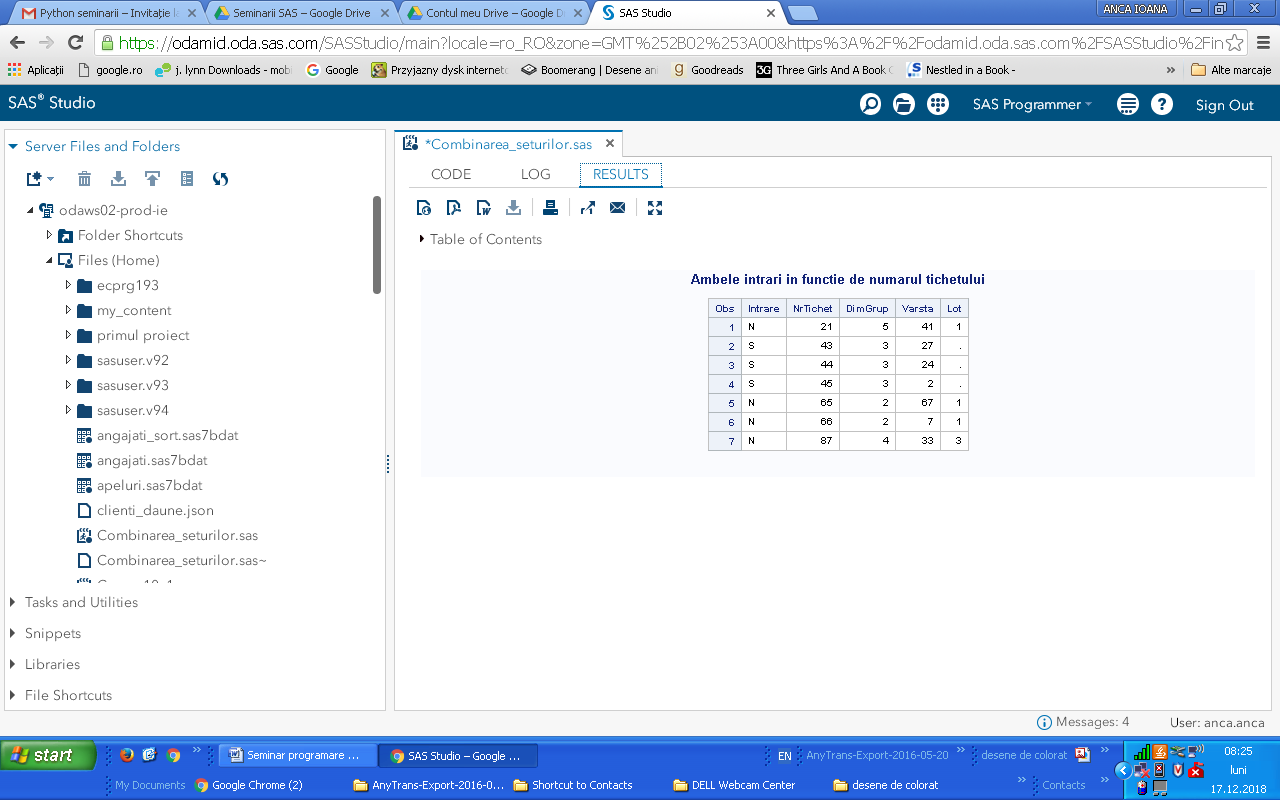 Python seminarii – Invitație la
Seminarii SAS – Google Drive
Contul meu Drive – Google D
SAS Studio
ANCA IOANA
https://odamid.oda.sas.com/SASStudio/main?locale=ro_RO&zone=GMT%252B02%253A00&https%3A%2F%2Fodamid.oda.sas.com%2FSASStudio%2Fin
Aplicații
google.ro
j. lynn Downloads - mobi
Google
Przyjazny dysk interneto
Boomerang | Desene ani
Goodreads
Three Girls And A Book O
Nestled in a Book -
»
Alte marcaje
SAS® Studio
SAS Programmer
Sign Out
Server Files and Folders
odaws02-prod-ie
Folder Shortcuts
Files (Home)
ecprg193
my_content
primul proiect
sasuser.v92
sasuser.v93
sasuser.v94
angajati_sort.sas7bdat
angajati.sas7bdat
apeluri.sas7bdat
clienti_daune.json
Combinarea_seturilor.sas
Combinarea_seturilor.sas~
Tasks and Utilities
Snippets
Libraries
File Shortcuts
*Combinarea_seturilor.sas
CODE LOG RESULTS
Table of Contents
Ambele intrari in functie de numarul tichetului
Obs Intrare NrTichet DimGrup Varsta Lot
1 N 21 5 41 1
2 S 43 3 27 .
3 S 44 3 24 .
4 S 45 3 2 .
5 N 65 2 67 1
6 N 66 2 7 1
7 N 87 4 33 3
Messages: 4
User: anca.anca
start
»
Seminar programare ...
SAS Studio – Google ...
EN
AnyTrans-Export-2016-05-20
»
desene de colorat
»
08:25
My Documents
Google Chrome (2)
AnyTrans-Export-2016-0...
Shortcut to Contacts
DELL Webcam Center
desene de colorat
»
Contacts
»
luni
17.12.2018